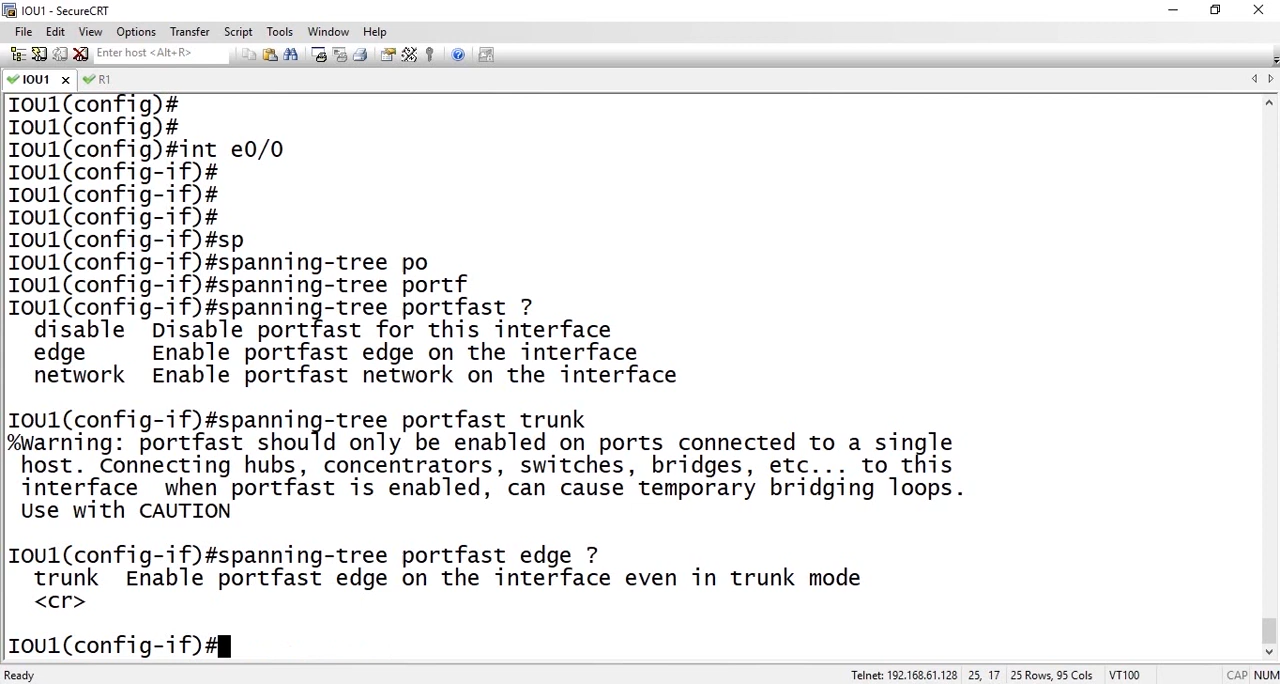 IOU1 - SecureCRT
File Edit View Options Transfer Script Tools Window Help
Enter host <Alt+R>
IOU1 R1
IOU1(config)#
IOU1(config)#
IOU1(config)#int e0/0
IOU1(config-if)#
IOU1(config-if)#
IOU1(config-if)#
IOU1(config-if)#sp
IOU1(config-if)#spanning-tree po
IOU1(config-if)#spanning-tree portf
IOU1(config-if)#spanning-tree portfast ?
  disable  Disable portfast for this interface
  edge     Enable portfast edge on the interface
  network  Enable portfast network on the interface
IOU1(config-if)#spanning-tree portfast trunk
%Warning: portfast should only be enabled on ports connected to a single
 host. Connecting hubs, concentrators, switches, bridges, etc... to this
 interface  when portfast is enabled, can cause temporary bridging loops.
 Use with CAUTION
IOU1(config-if)#spanning-tree portfast edge ?
  trunk  Enable portfast edge on the interface even in trunk mode
  <cr>
IOU1(config-if)#
Ready Telnet: 192.168.61.128 25, 17 25 Rows, 95 Cols VT100 CAP NUM